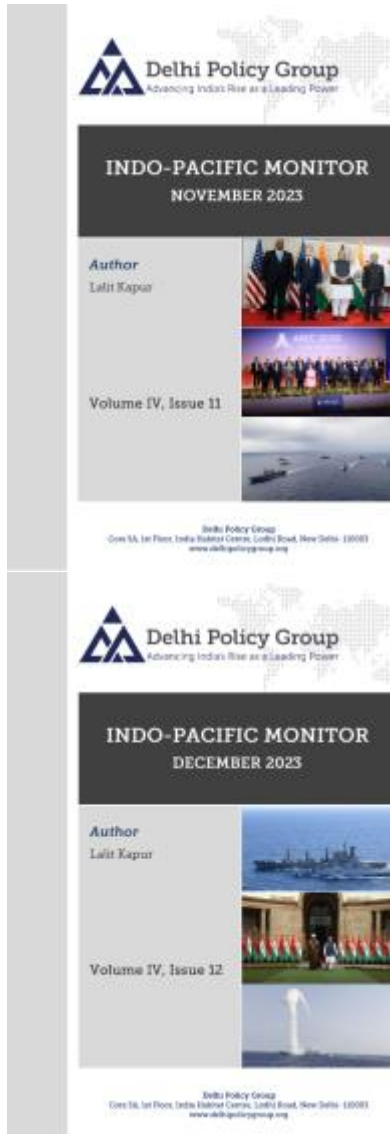 Delhi Policy Group
Advancing India's Rise as a Leading Power
INDO-PACIFIC MONITOR
NOVEMBER 2023
Author
Lalit Kapur
Volume IV, Issue 11
Delhi Policy Group
Core 5A, 1st Floor, India Habitat Centre, Lodhi Road, New Delhi- 110003
www.delhipolicygroup.org
Delhi Policy Group
Advancing India's Rise as a Leading Power
INDO-PACIFIC MONITOR
DECEMBER 2023
Author
Lalit Kapur
Volume IV, Issue 12
Delhi Policy Group
Core 5A, 1st Floor, India Habitat Centre, Lodhi Road, New Delhi- 110003
www.delhipolicygroup.org